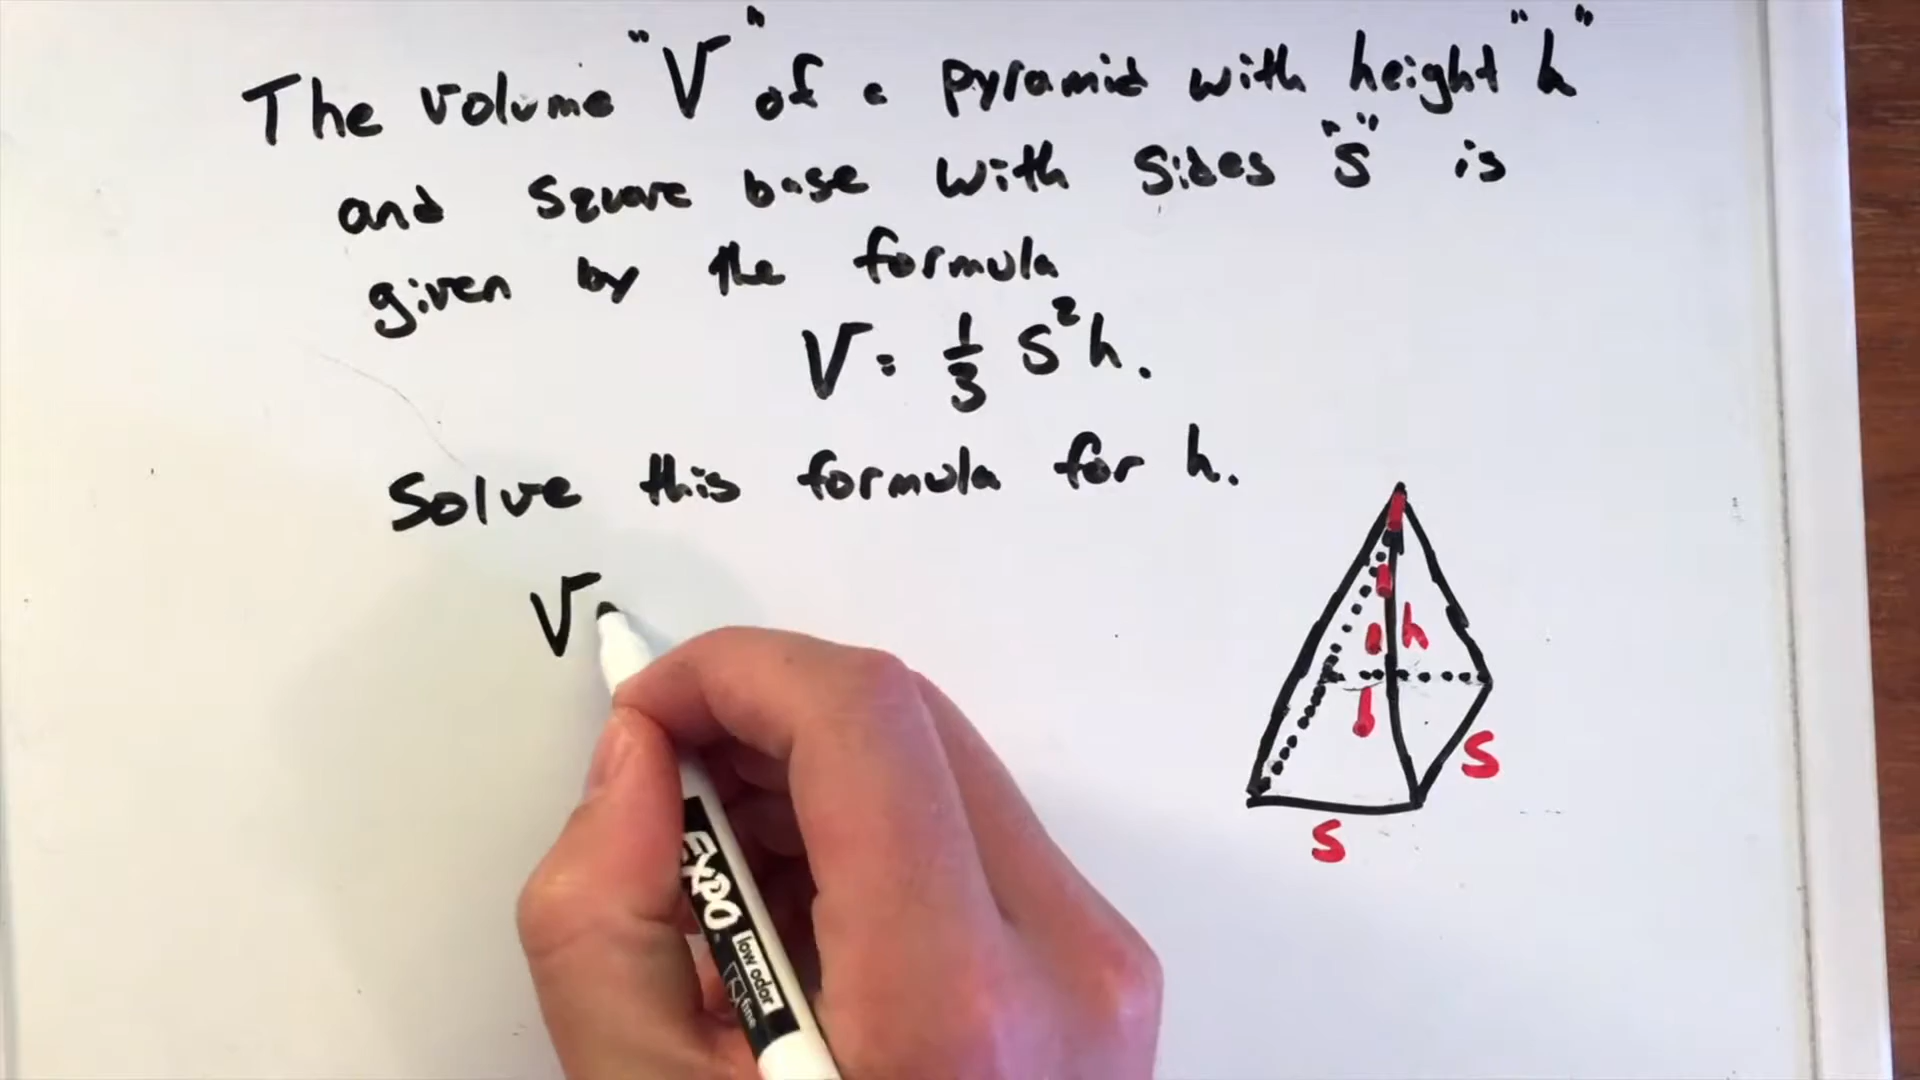 The volume "V" of a pyramid with height "h"
and square base with sides "s" is
given by the formula
V = 1/3 S²h.
Solve this formula for h.
V
h
S
S
EXPO
low odor
fine